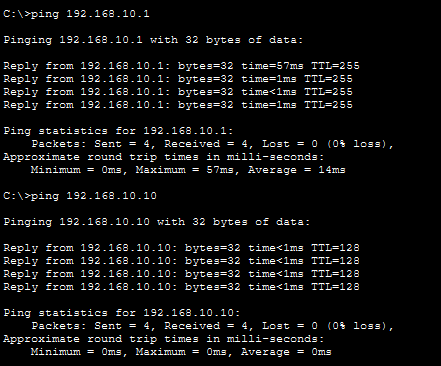 C:\>ping 192.168.10.1
Pinging 192.168.10.1 with 32 bytes of data:
Reply from 192.168.10.1: bytes=32 time=57ms TTL=255
Reply from 192.168.10.1: bytes=32 time=1ms TTL=255
Reply from 192.168.10.1: bytes=32 time<1ms TTL=255
Reply from 192.168.10.1: bytes=32 time=1ms TTL=255
Ping statistics for 192.168.10.1:
    Packets: Sent = 4, Received = 4, Lost = 0 (0% loss),
Approximate round trip times in milli-seconds:
    Minimum = 0ms, Maximum = 57ms, Average = 14ms
C:\>ping 192.168.10.10
Pinging 192.168.10.10 with 32 bytes of data:
Reply from 192.168.10.10: bytes=32 time<1ms TTL=128
Reply from 192.168.10.10: bytes=32 time<1ms TTL=128
Reply from 192.168.10.10: bytes=32 time<1ms TTL=128
Reply from 192.168.10.10: bytes=32 time<1ms TTL=128
Ping statistics for 192.168.10.10:
    Packets: Sent = 4, Received = 4, Lost = 0 (0% loss),
Approximate round trip times in milli-seconds:
    Minimum = 0ms, Maximum = 0ms, Average = 0ms